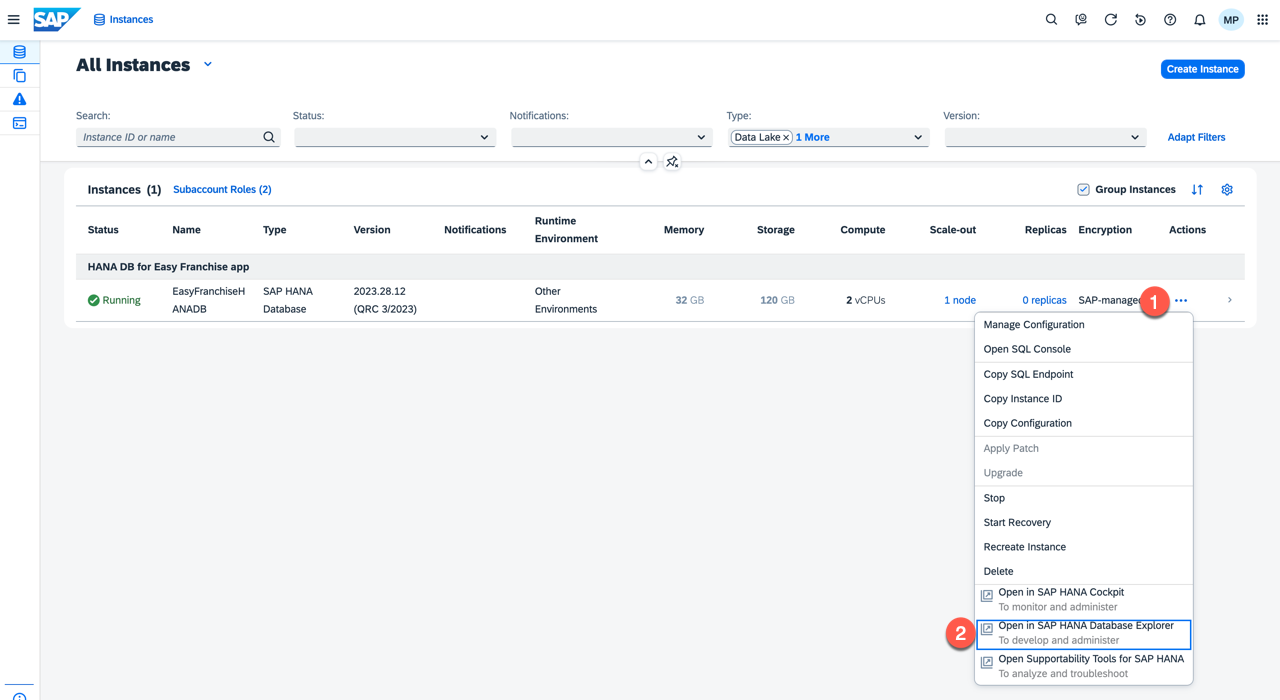 SAP Instances MP
All Instances
Create Instance
Search: Status: Notifications: Type: Version:
Instance ID or name Data Lake 1 More Adapt Filters
Instances (1) Subaccount Roles (2) Group Instances
Status Name Type Version Notifications Runtime Environment Memory Storage Compute Scale-out Replicas Encryption Actions
HANA DB for Easy Franchise app
Running EasyFranchiseH SAP HANA 2023.28.12 Other 32 GB 120 GB 2 vCPUs 1 node 0 replicas SAP-managed 1
ANADB Database (QRC 3/2023) Environments
Manage Configuration
Open SQL Console
Copy SQL Endpoint
Copy Instance ID
Copy Configuration
Apply Patch
Upgrade
Stop
Start Recovery
Recreate Instance
Delete
Open in SAP HANA Cockpit
To monitor and administer
2 Open in SAP HANA Database Explorer
To develop and administer
Open Supportability Tools for SAP HANA
To analyze and troubleshoot